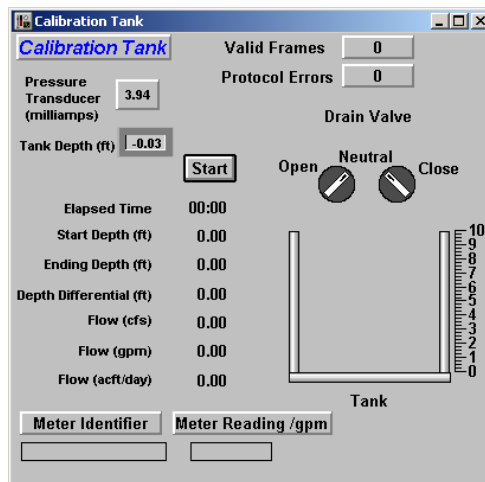 Calibration Tank
Calibration Tank
Valid Frames 0
Protocol Errors 0
Pressure
Transducer
(milliamps)
3.94
Tank Depth (ft) -0.03
Start
Drain Valve
Open Neutral Close
Elapsed Time 00:00
Start Depth (ft) 0.00
Ending Depth (ft) 0.00
Depth Differential (ft) 0.00
Flow (cfs) 0.00
Flow (gpm) 0.00
Flow (acft/day) 0.00
10
9
8
7
6
5
4
3
2
1
0
Tank
Meter Identifier
Meter Reading /gpm